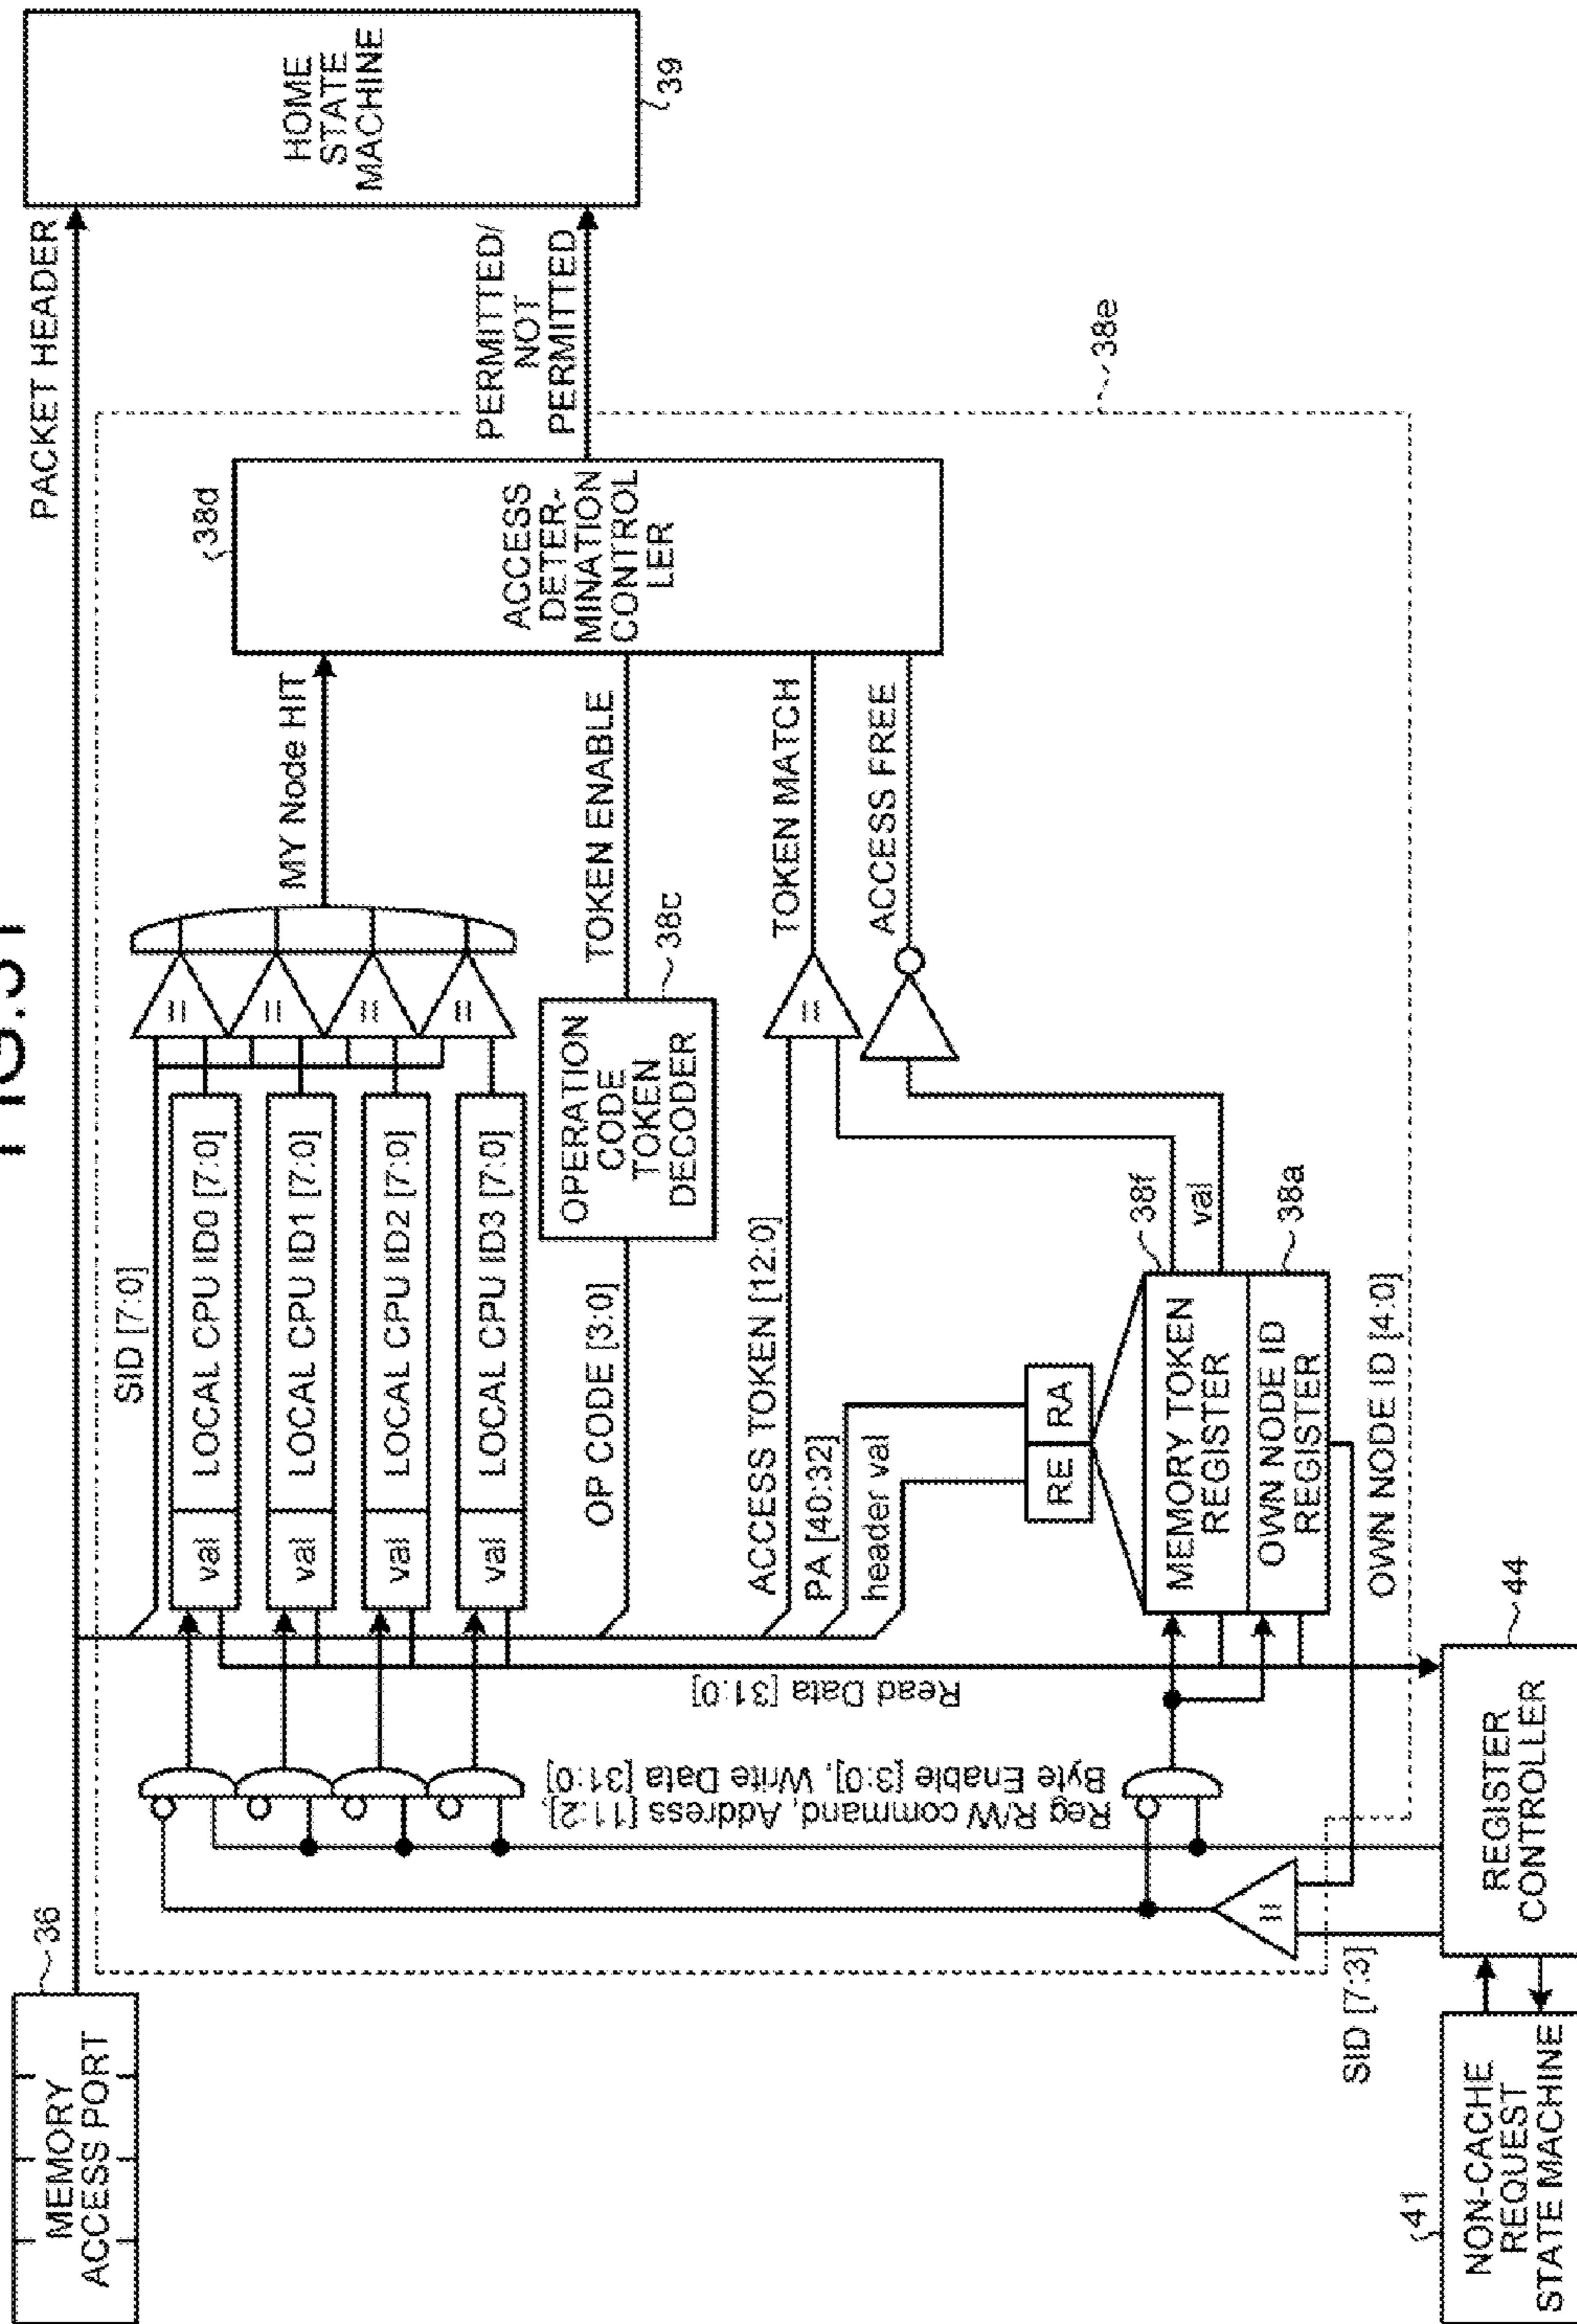 MEMORY
ACCESS PORT
36
PACKET HEADER
HOME
STATE
MACHINE
39
SID [7:0]
val
LOCAL CPU ID0 [7:0]
val
LOCAL CPU ID1 [7:0]
val
LOCAL CPU ID2 [7:0]
val
LOCAL CPU ID3 [7:0]
=
=
=
=
MY Node HIT
38d
ACCESS
DETER-
MINATION
CONTROL
LER
PERMITTED/
NOT
PERMITTED
OP CODE [3:0]
OPERATION
CODE
TOKEN
DECODER
38c
TOKEN ENABLE
ACCESS TOKEN [12:0]
=
TOKEN MATCH
PA [40:32]
header val
ACCESS FREE
RE
RA
Read Data [31:0]
Reg R/W command, Address [11:2],
Byte Enable [3:0], Write Data [31:0]
MEMORY TOKEN
REGISTER
38f
val
OWN NODE ID
REGISTER
38a
38e
=
OWN NODE ID [4:0]
SID [7:3]
41
NON-CACHE
REQUEST
STATE MACHINE
REGISTER
CONTROLLER
44